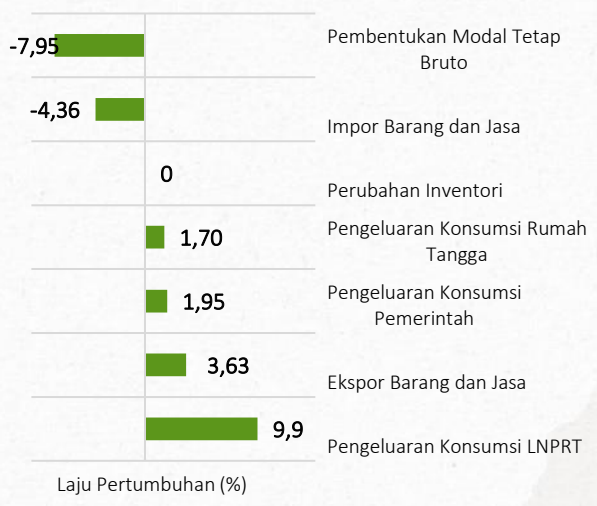 -7,95
Pembentukan Modal Tetap
Bruto
-4,36
Impor Barang dan Jasa
0
Perubahan Inventori
1,70
Pengeluaran Konsumsi Rumah
Tangga
1,95
Pengeluaran Konsumsi
Pemerintah
3,63
Ekspor Barang dan Jasa
9,9
Pengeluaran Konsumsi LNPRT
Laju Pertumbuhan (%)